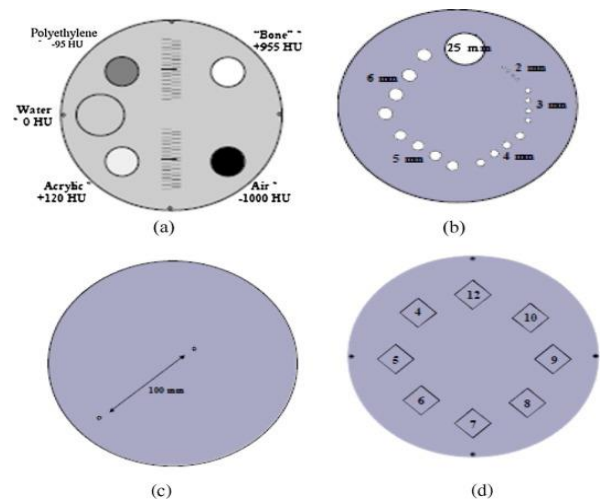 Polyethylene
-95 HU
"Bone" ~
+955 HU
Water
~ 0 HU
Acrylic ~
+120 HU
Air ~
-1000 HU
(a)
25 mm
2 mm
6 mm
3 mm
5 mm
4 mm
(b)
100 mm
(c)
12
4
10
5
9
6
8
7
(d)